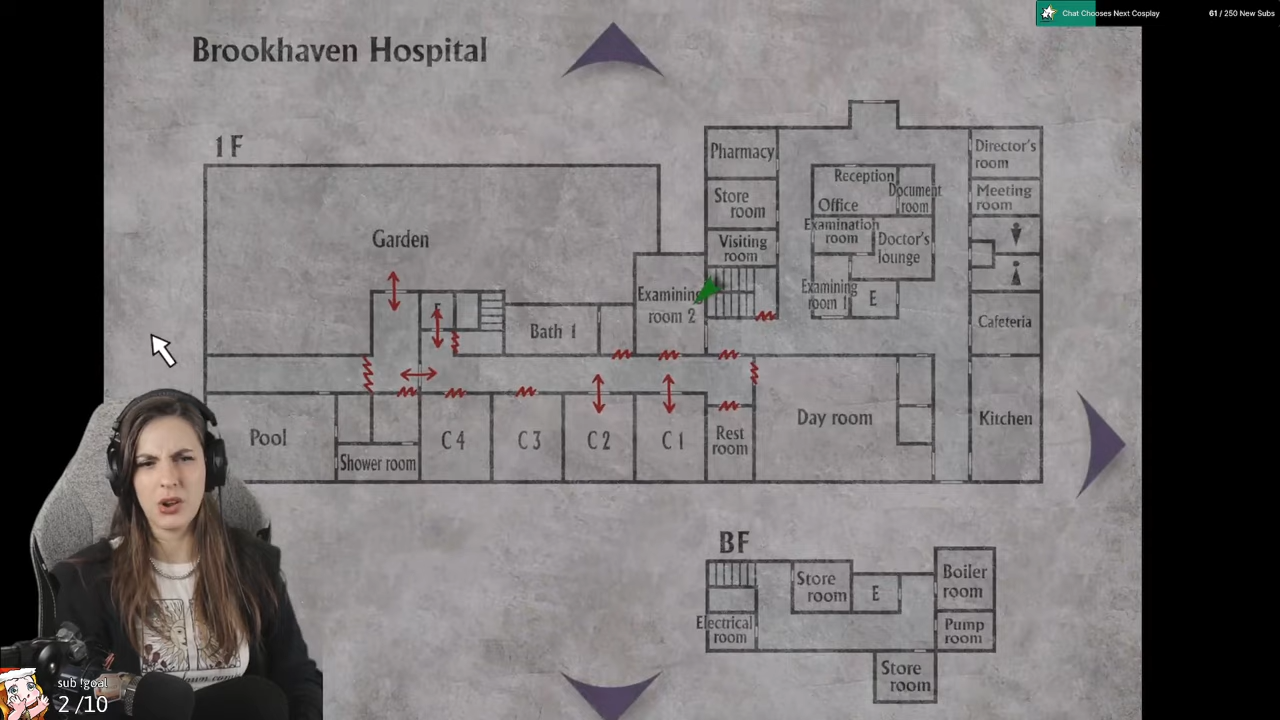 Chat Chooses Next Cosplay
61 / 250 New Subs
Brookhaven Hospital
1F
Pharmacy
Store
room
Visiting
room
Reception
Office
Document
room
Examination
room
Doctor's
lounge
Examining
room 1
E
Director's
room
Meeting
room
Cafeteria
Kitchen
Garden
Examining
room 2
E
Bath 1
Pool
Shower room
C4
C3
C2
C1
Rest
room
Day room
BF
Store
room
E
Boiler
room
Electrical
room
Pump
room
Store
room
sub !goal
2 /10